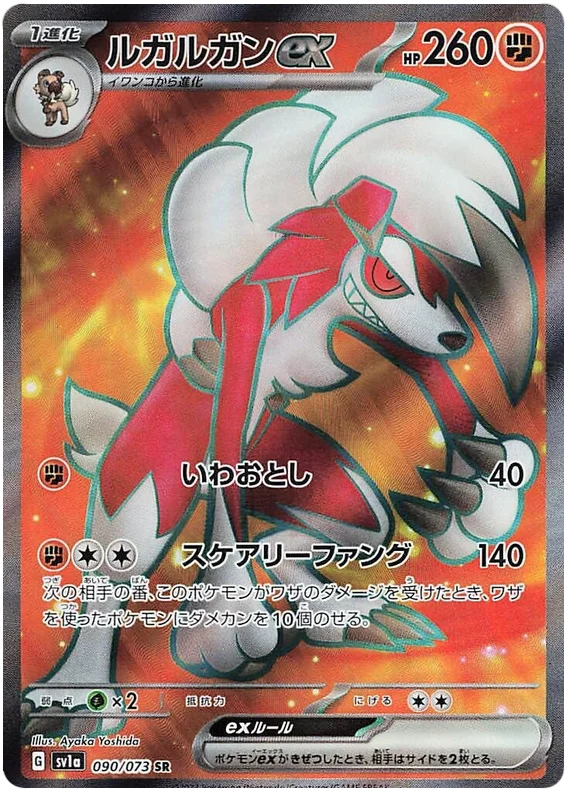 1進化
ルガルガンex
HP260
イワンコから進化
いわおとし 40
スケアリーファング 140
次の相手の番、このポケモンがワザのダメージを受けたとき、ワザ
を使ったポケモンにダメカンを10個のせる。
弱点 ×2 抵抗力 にげる
exルール
ポケモンexがきぜつしたとき、相手はサイドを2枚とる。
Illus. Ayaka Yoshida
G sv1a 090/073 SR